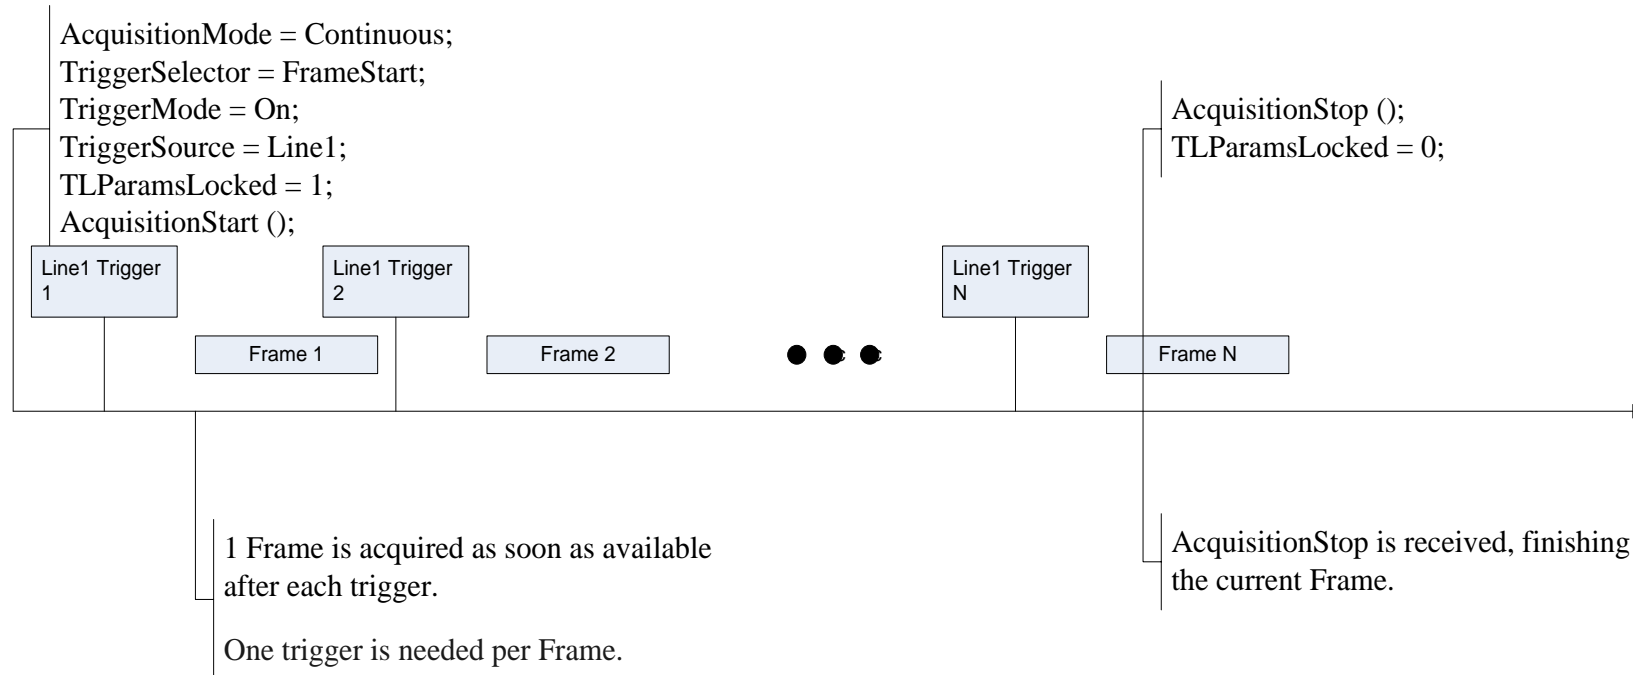 AcquisitionMode = Continuous;
TriggerSelector = FrameStart;
TriggerMode = On;
TriggerSource = Line1;
TLParamsLocked = 1;
AcquisitionStart ();
AcquisitionStop ();
TLParamsLocked = 0;
Line1 Trigger
1
Line1 Trigger
2
Line1 Trigger
N
Frame 1
Frame 2
Frame N
1 Frame is acquired as soon as available
after each trigger.
One trigger is needed per Frame.
AcquisitionStop is received, finishing
the current Frame.